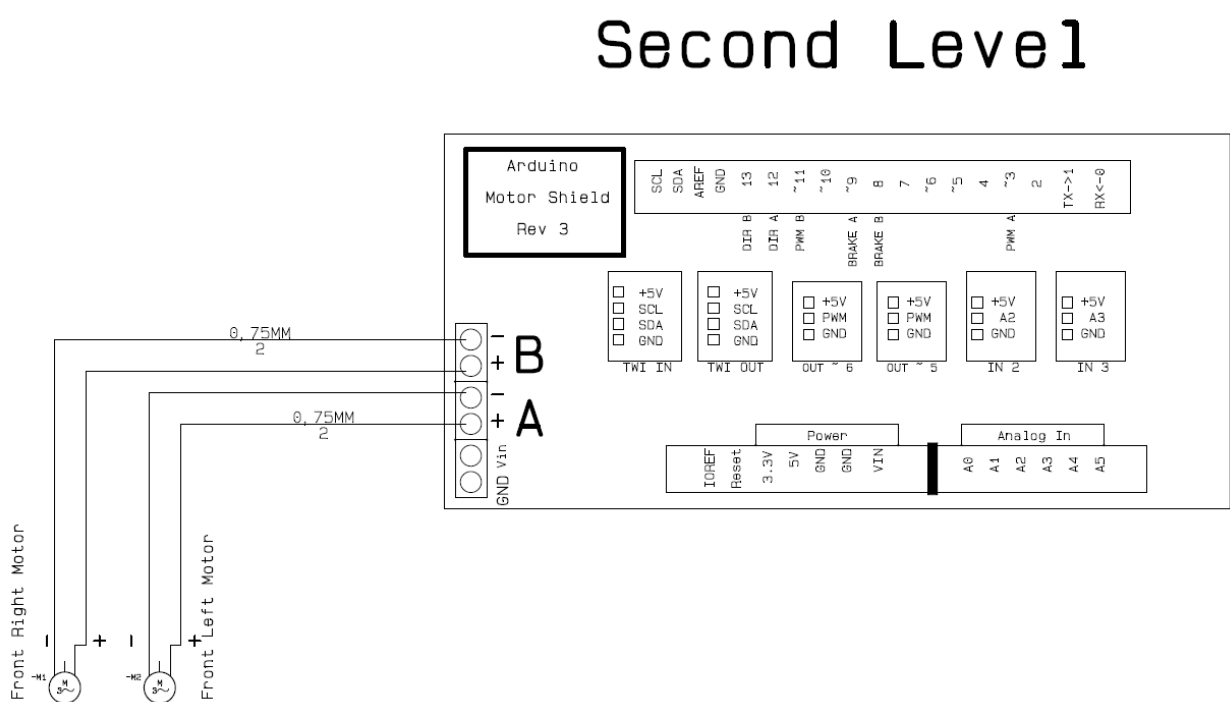 Second Level
Arduino
Motor Shield
Rev 3
SCL
SDA
AREF
GND
13
12
~11
~10
~9
8
7
~6
~5
4
~3
2
TX->1
RX<-0
DIR B
DIR A
PWM B
BRAKE A
BRAKE B
PWM A
+5V
SCL
SDA
GND
TWI IN
+5V
SCL
SDA
GND
TWI OUT
+5V
PWM
GND
OUT ~ 6
+5V
PWM
GND
OUT ~ 5
+5V
A2
GND
IN 2
+5V
A3
GND
IN 3
0,75MM
2
- B
+
-
+ A
Vin
GND
0,75MM
2
Power
Analog In
IOREF
Reset
3.3V
5V
GND
GND
VIN
A0
A1
A2
A3
A4
A5
Front Right Motor
- +
-M1
M
3~
Front Left Motor
- +
-M2
M
3~